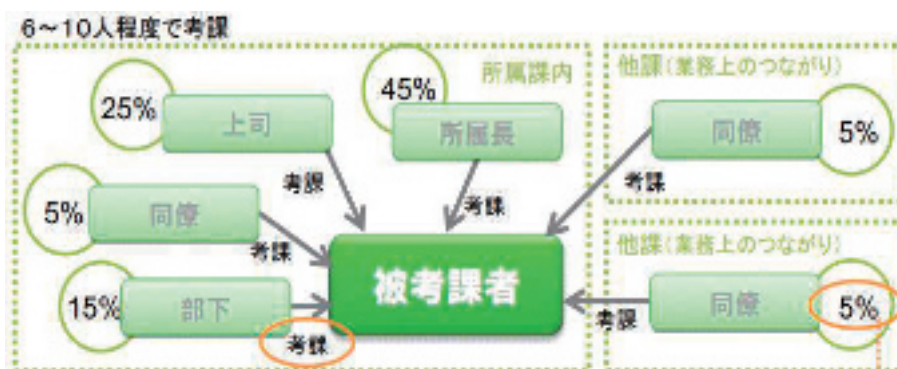 6~10人程度で考課
所属課内
25%
上司
考課
45%
所属長
考課
5%
同僚
考課
15%
部下
考課
被考課者
他課(業務上のつながり)
同僚
5%
考課
他課(業務上のつながり)
同僚
5%
考課